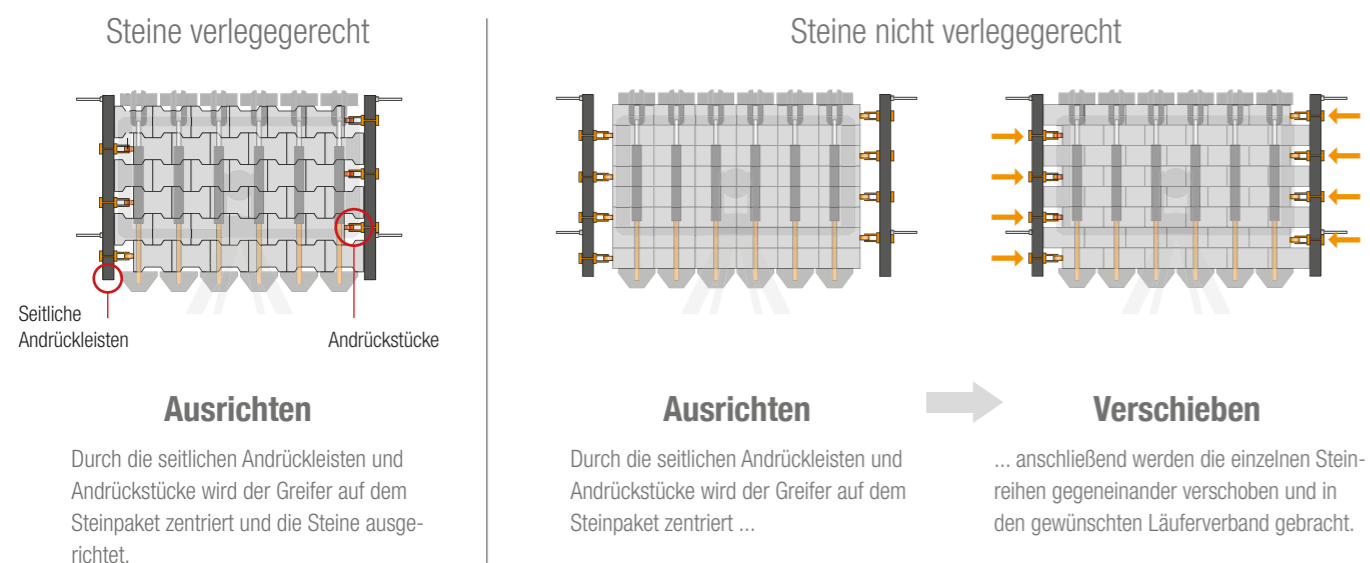 Steine verlegegerecht
Seitliche
Andrückleisten
Andrückstücke
Ausrichten
Durch die seitlichen Andrückleisten und
Andrückstücke wird der Greifer auf dem
Steinpaket zentriert und die Steine ausge-
richtet.
Steine nicht verlegegerecht
Ausrichten
Durch die seitlichen Andrückleisten und
Andrückstücke wird der Greifer auf dem
Steinpaket zentriert ...
Verschieben
... anschließend werden die einzelnen Stein-
reihen gegeneinander verschoben und in
den gewünschten Läuferverband gebracht.